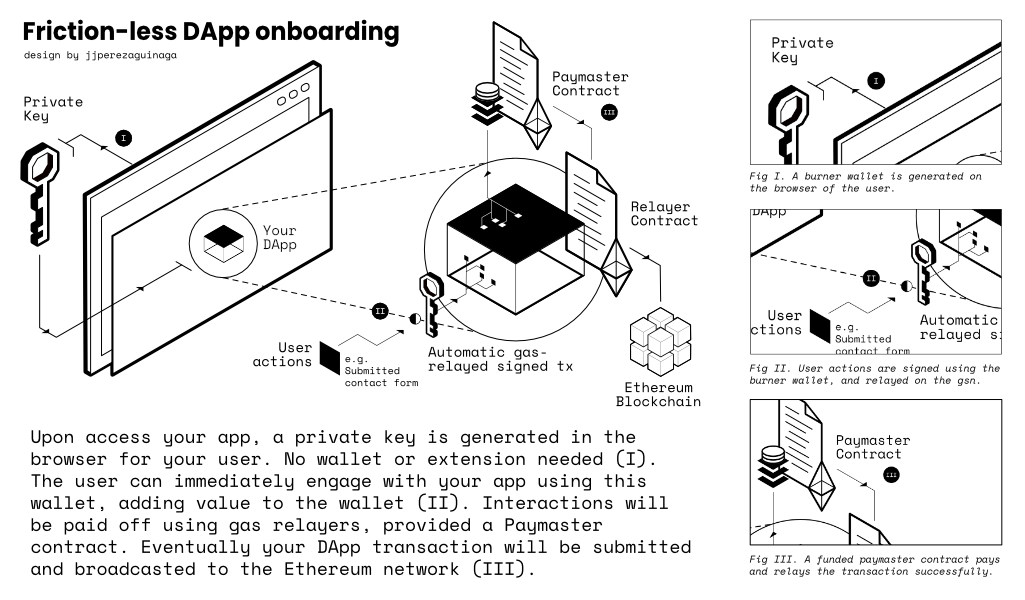 Friction-less DApp onboarding
design by jjperezaguinaga
Private
Key
I
Your
DApp
Paymaster
Contract
III
Relayer
Contract
II
User
actions
e.g.
Submitted
contact form
Automatic gas-
relayed signed tx
Ethereum
Blockchain
Upon access your app, a private key is generated in the
browser for your user. No wallet or extension needed (I).
The user can immediately engage with your app using this
wallet, adding value to the wallet (II). Interactions will
be paid off using gas relayers, provided a Paymaster
contract. Eventually your DApp transaction will be submitted
and broadcasted to the Ethereum network (III).
Private
Key
I
Fig I. A burner wallet is generated on
the browser of the user.
DApp
II
User
ctions
e.g.
Submitted
contact form
Automatic
relayed si
Fig II. User actions are signed using the
burner wallet, and relayed on the gsn.
Paymaster
Contract
III
Fig III. A funded paymaster contract pays
and relays the transaction successfully.